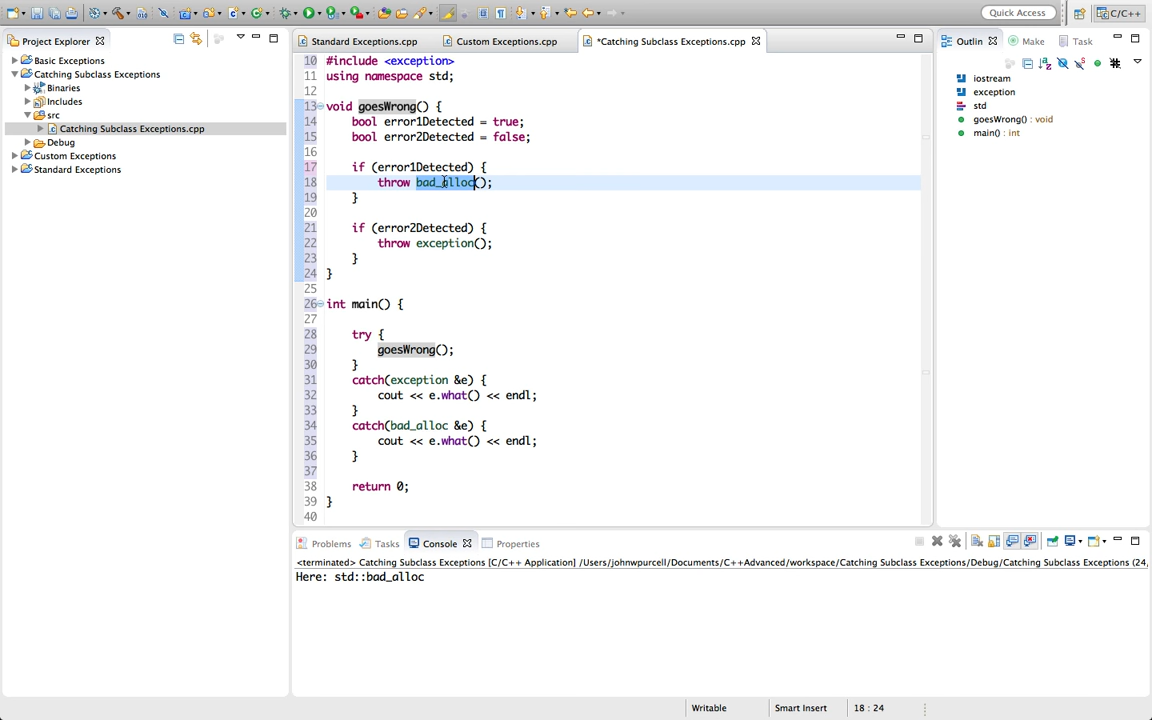 Quick Access
C/C++
Project Explorer
Standard Exceptions.cpp
Custom Exceptions.cpp
*Catching Subclass Exceptions.cpp
Outlin
Make
Task
Basic Exceptions
Catching Subclass Exceptions
Binaries
Includes
src
Catching Subclass Exceptions.cpp
Debug
Custom Exceptions
Standard Exceptions
10 #include <exception>
11 using namespace std;
12
13 void goesWrong() {
14 bool error1Detected = true;
15 bool error2Detected = false;
16
17 if (error1Detected) {
18 throw bad_alloc();
19 }
20
21 if (error2Detected) {
22 throw exception();
23 }
24 }
25
26 int main() {
27
28 try {
29 goesWrong();
30 }
31 catch(exception &e) {
32 cout << e.what() << endl;
33 }
34 catch(bad_alloc &e) {
35 cout << e.what() << endl;
36 }
37
38 return 0;
39 }
40
iostream
exception
std
goesWrong() : void
main() : int
Problems
Tasks
Console
Properties
<terminated> Catching Subclass Exceptions [C/C++ Application] /Users/johnwpurcell/Documents/C++Advanced/workspace/Catching Subclass Exceptions/Debug/Catching Subclass Exceptions (24,
Here: std::bad_alloc
Writable
Smart Insert
18 : 24